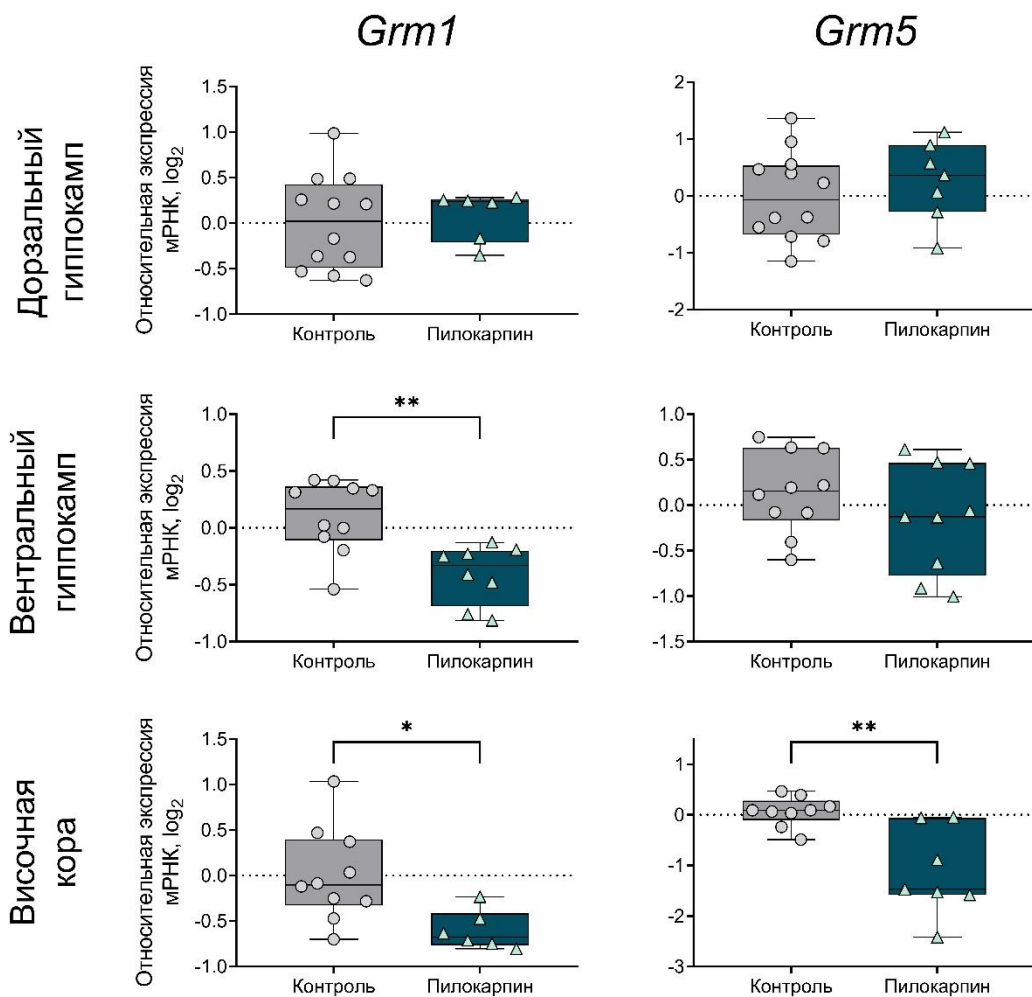 Grm1
Grm5
Дорзальный
гиппокамп
Относительная экспрессия
мРНК, log2
1.5
1.0
0.5
0.0
-0.5
-1.0
Контроль
Пилокарпин
2
1
0
-1
-2
Контроль
Пилокарпин
Вентральный
гиппокамп
Относительная экспрессия
мРНК, log2
1.0
0.5
0.0
-0.5
-1.0
**
Контроль
Пилокарпин
1.0
0.5
0.0
-0.5
-1.0
-1.5
Контроль
Пилокарпин
Височная
кора
Относительная экспрессия
мРНК, log2
1.5
1.0
0.5
0.0
-0.5
-1.0
*
Контроль
Пилокарпин
1
0
-1
-2
-3
**
Контроль
Пилокарпин